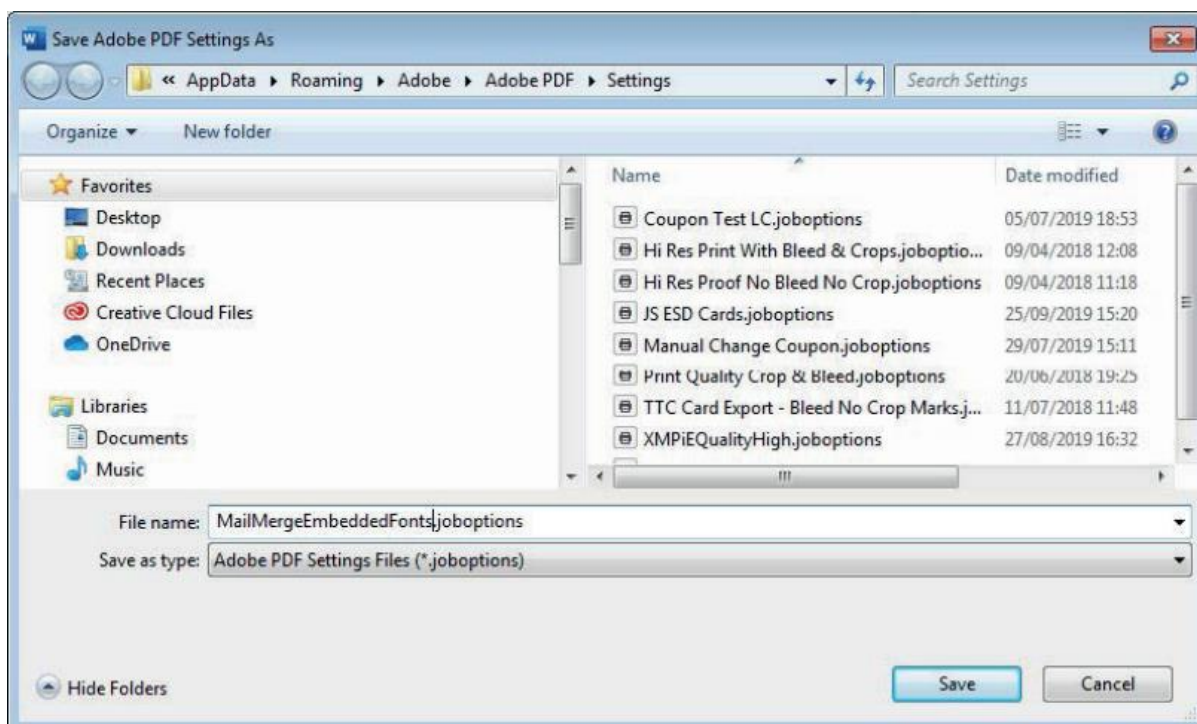 Save Adobe PDF Settings As
« AppData ▸ Roaming ▸ Adobe ▸ Adobe PDF ▸ Settings
Search Settings
Organize ▾ New folder
Favorites
Desktop
Downloads
Recent Places
Creative Cloud Files
OneDrive
Libraries
Documents
Music
Name Date modified
Coupon Test LC.joboptions 05/07/2019 18:53
Hi Res Print With Bleed & Crops.joboptio... 09/04/2018 12:08
Hi Res Proof No Bleed No Crop.joboptions 09/04/2018 11:18
JS ESD Cards.joboptions 25/09/2019 15:20
Manual Change Coupon.joboptions 29/07/2019 15:11
Print Quality Crop & Bleed.joboptions 20/06/2018 19:25
TTC Card Export - Bleed No Crop Marks.j... 11/07/2018 11:48
XMPiEQualityHigh.joboptions 27/08/2019 16:32
File name: MailMergeEmbeddedFonts.joboptions
Save as type: Adobe PDF Settings Files (*.joboptions)
Hide Folders
Save Cancel